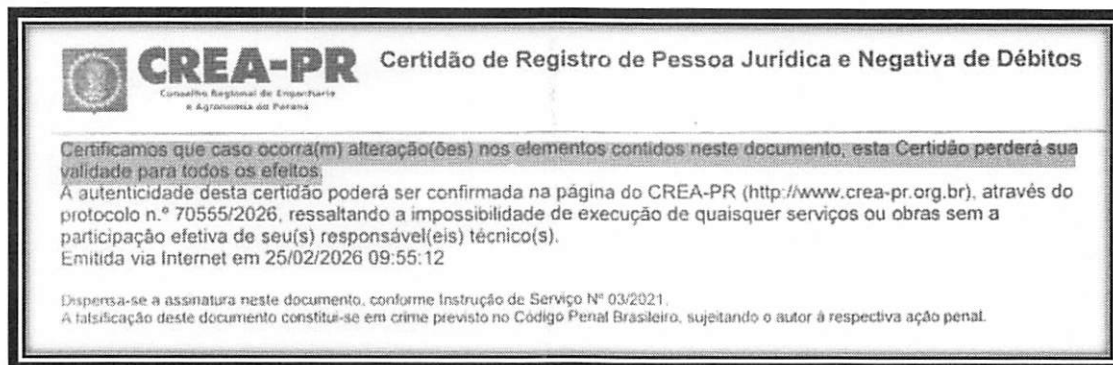 CREA-PR
Conselho Regional de Engenharia
e Agronomia do Paraná
Certidão de Registro de Pessoa Jurídica e Negativa de Débitos
Certificamos que caso ocorra(m) alteração(ões) nos elementos contidos neste documento, esta Certidão perderá sua
validade para todos os efeitos.
A autenticidade desta certidão poderá ser confirmada na página do CREA-PR (http://www.crea-pr.org.br), através do
protocolo n.º 70555/2026, ressaltando a impossibilidade de execução de quaisquer serviços ou obras sem a
participação efetiva de seu(s) responsável(eis) técnico(s).
Emitida via Internet em 25/02/2026 09:55:12
Dispensa-se a assinatura neste documento, conforme Instrução de Serviço Nº 03/2021.
A falsificação deste documento constitui-se em crime previsto no Código Penal Brasileiro, sujeitando o autor à respectiva ação penal.